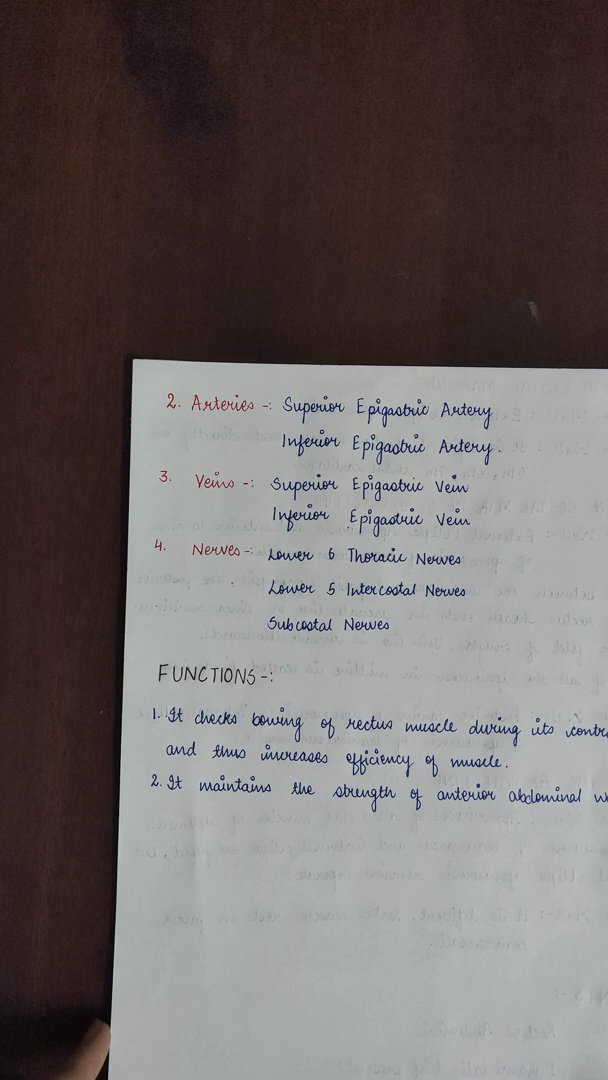 2. Arteries -: Superior Epigastric Artery
Inferior Epigastric Artery.
3. Veins -: Superior Epigastric Vein
Inferior Epigastric Vein
4. Nerves -: Lower 6 Thoracic Nerves
Lower 5 Intercostal Nerves
Subcostal Nerves
FUNCTIONS -:
1. It checks bowing of rectus muscle during its contr
and thus increases efficiency of muscle.
2. It maintains the strength of anterior abdominal w